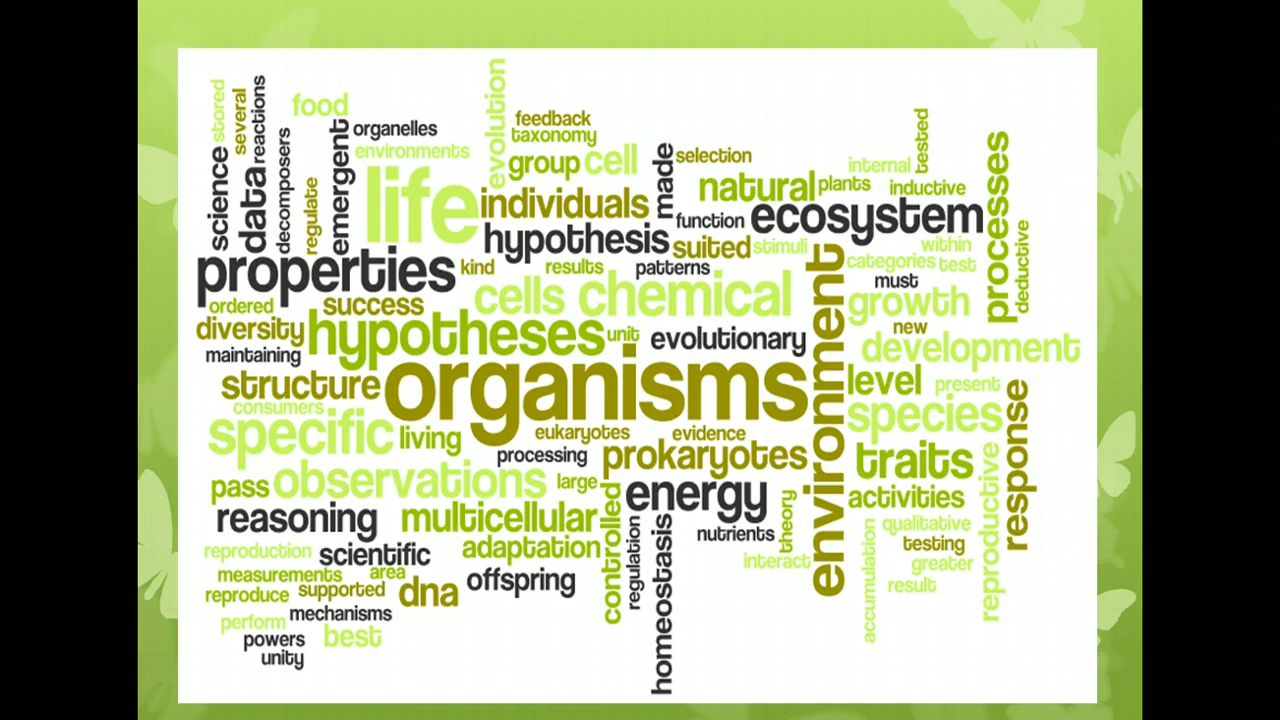 stored
several
reactions
food
science
data
decomposers
regulate
emergent
organelles
environments
evolution
feedback
taxonomy
group
cell
life
individuals
made
selection
natural
plants
internal
tested
inductive
function
ecosystem
processes
deductive
hypothesis
suited
stimuli
within
categories
test
properties
kind
results
patterns
must
ordered
success
cells
chemical
environment
growth
new
diversity
hypotheses
unit
evolutionary
development
maintaining
structure
organisms
level
present
response
consumers
specific
living
eukaryotes
evidence
species
processing
prokaryotes
traits
reproductive
pass
observations
large
controlled
energy
activities
reasoning
multicellular
regulation
homeostasis
nutrients
theory
interact
accumulation
qualitative
testing
greater
result
reproduction
scientific
adaptation
measurements
area
offspring
reproduce
supported
dna
mechanisms
perform
powers
best
unity